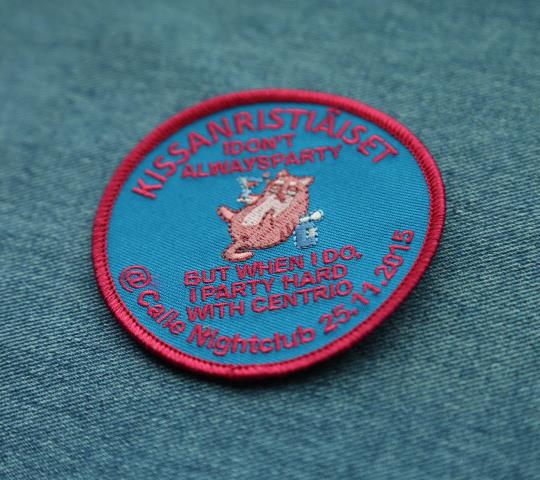 KISSANRISTIÄISET
IDON'T
ALWAYSPARTY
BUT WHEN I DO,
I PARTY HARD
WITH CENTRIO
@ Calle Nightclub 25.11.2015